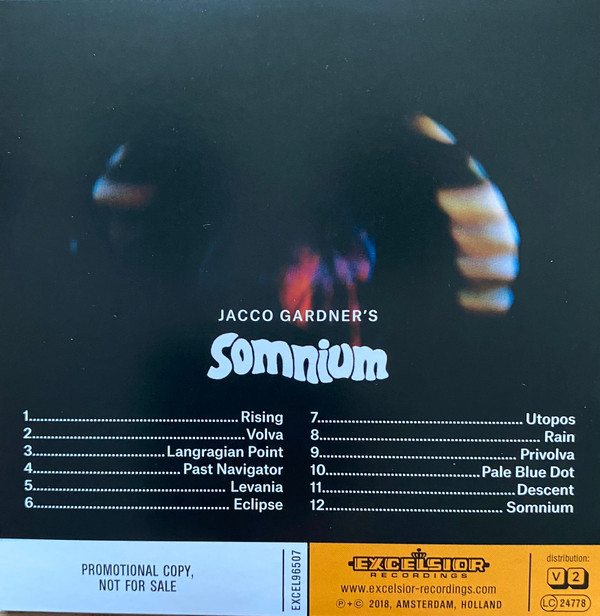 JACCO GARDNER'S
Somnium
1 Rising
2 Volva
3 Langragian Point
4 Past Navigator
5 Levania
6 Eclipse
7 Utopos
8 Rain
9 Privolva
10 Pale Blue Dot
11 Descent
12 Somnium
PROMOTIONAL COPY,
NOT FOR SALE
EXCEL96507
EXCELSIOR
RECORDINGS
www.excelsior-recordings.com
℗+© 2018, AMSTERDAM, HOLLAND
distribution:
V2
LC 24778